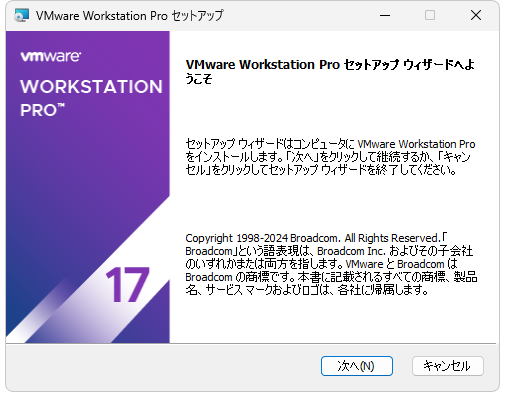 VMware Workstation Pro セットアップ
vmware®
WORKSTATION
PRO™
17
VMware Workstation Pro セットアップ ウィザードへよ
うこそ
セットアップ ウィザードはコンピュータに VMware Workstation Pro
をインストールします。「次へ」をクリックして継続するか、「キャン
セル」をクリックしてセットアップ ウィザードを終了してください。
Copyright 1998-2024 Broadcom. All Rights Reserved.「
Broadcom」という語表現は、Broadcom Inc. およびその子会社
のいずれかまたは両方を指します。VMware と Broadcom は
Broadcom の商標です。本書に記載されるすべての商標、製品
名、サービス マークおよびロゴは、各社に帰属します。
次へ(N)
キャンセル